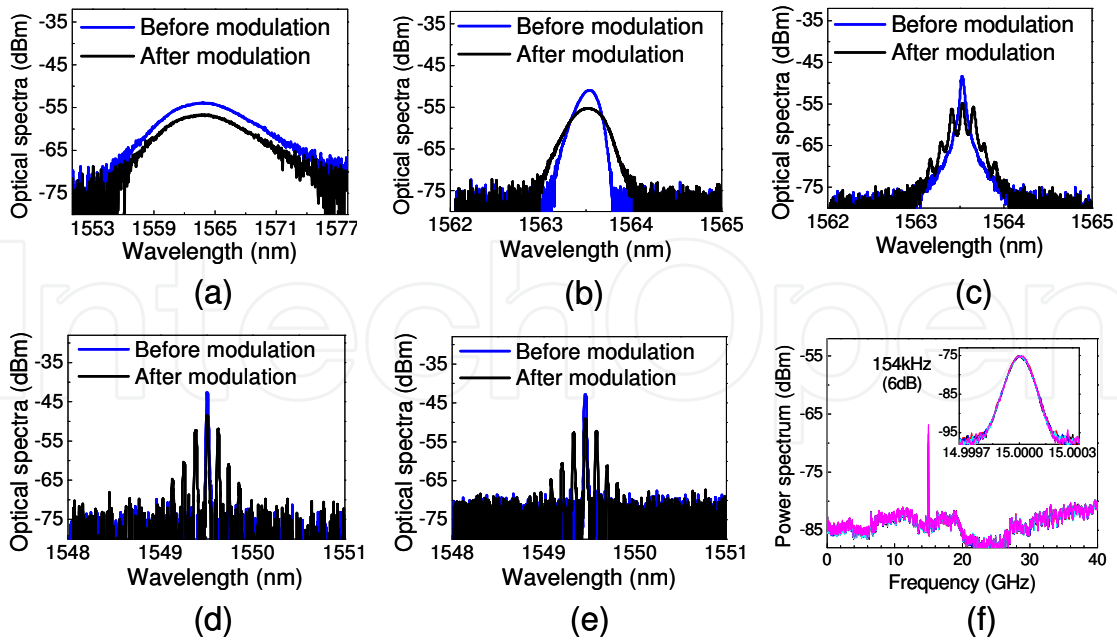 Optical spectra (dBm)
-35
-45
-55
-65
-75
Before modulation
After modulation
1553 1559 1565 1571 1577
Wavelength (nm)
(a)
Optical spectra (dBm)
-35
-45
-55
-65
-75
Before modulation
After modulation
1562 1563 1564 1565
Wavelength (nm)
(b)
Optical spectra (dBm)
-35
-45
-55
-65
-75
Before modulation
After modulation
1562 1563 1564 1565
Wavelength (nm)
(c)
Optical spectra (dBm)
-35
-45
-55
-65
-75
Before modulation
After modulation
1548 1549 1550 1551
Wavelength (nm)
(d)
Optical spectra (dBm)
-35
-45
-55
-65
-75
Before modulation
After modulation
1548 1549 1550 1551
Wavelength (nm)
(e)
Power spectrum (dBm)
-55
-65
-75
-85
154kHz
(6dB)
-75
-85
-95
14.9997 15.0000 15.0003
0 10 20 30 40
Frequency (GHz)
(f)
IntechOpen